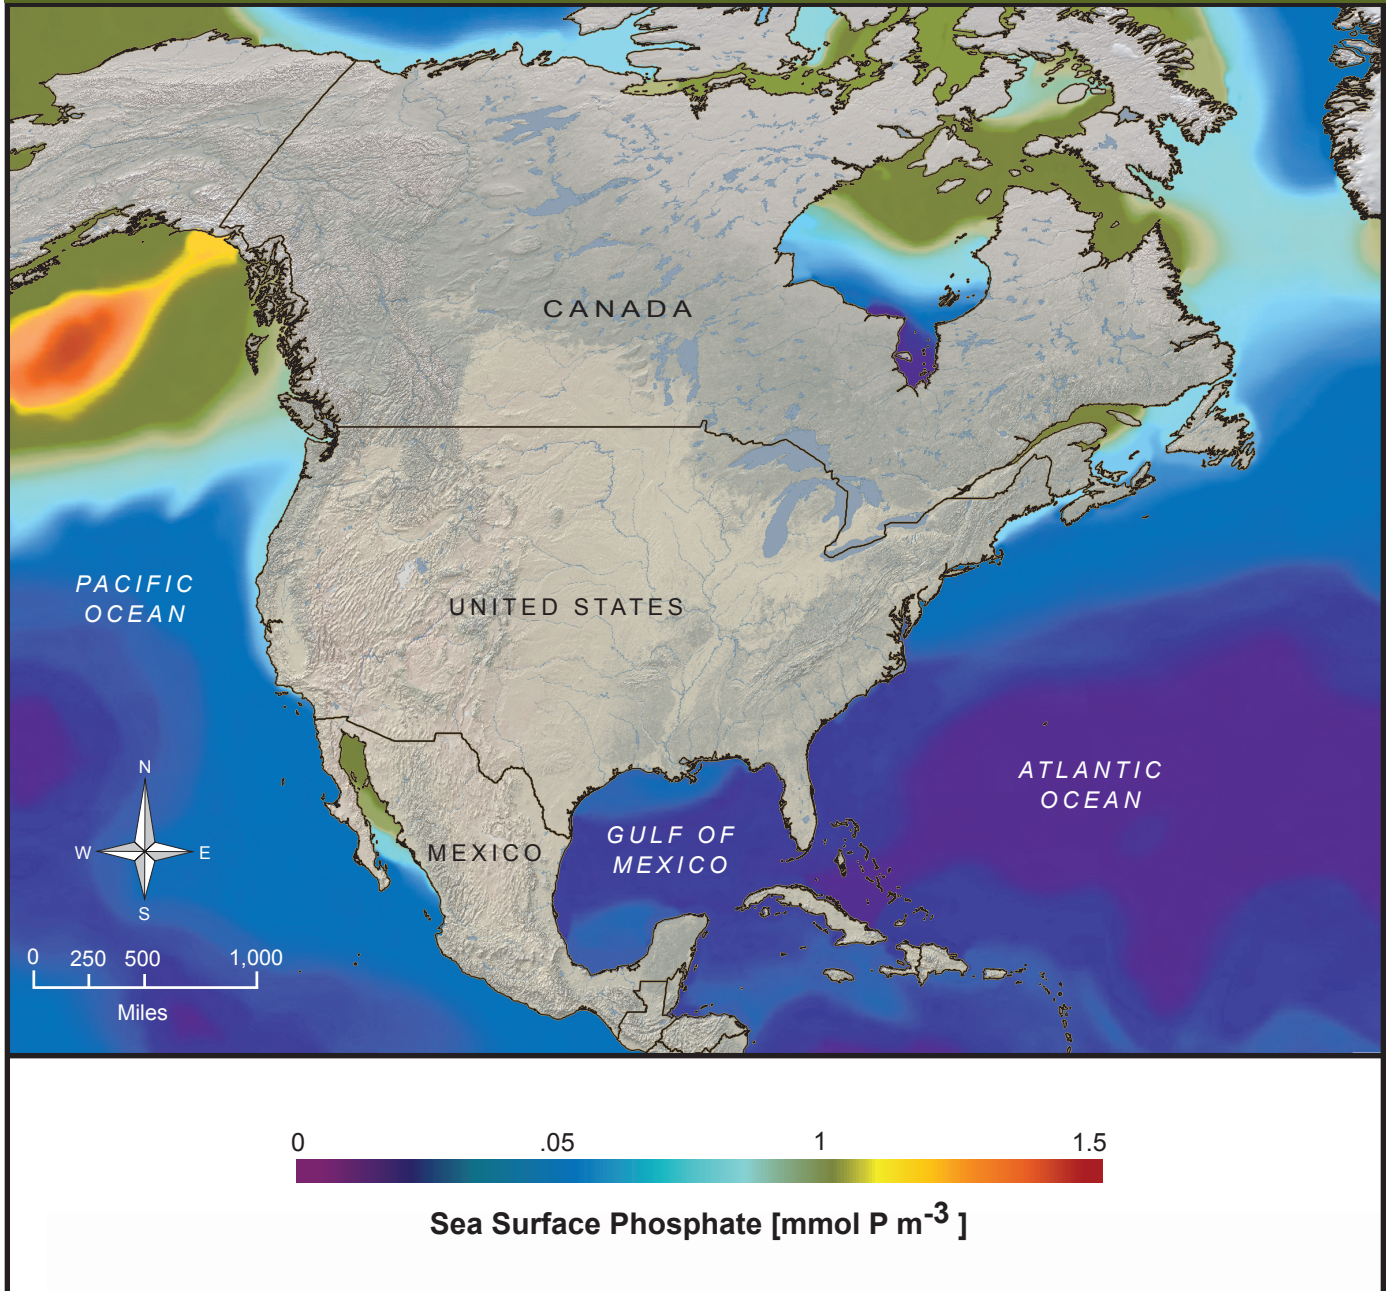 CANADA
PACIFIC
OCEAN
UNITED STATES
ATLANTIC
OCEAN
N
GULF OF
MEXICO
W E
MEXICO
S
0 250 500 1,000
Miles
0 .05 1 1.5
Sea Surface Phosphate [mmol P m-3 ]